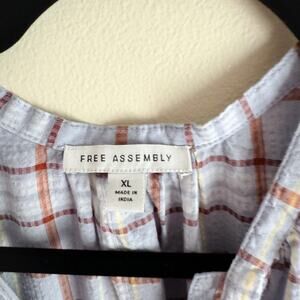 FREE ASSEMBLY
XL
MADE IN
INDIA